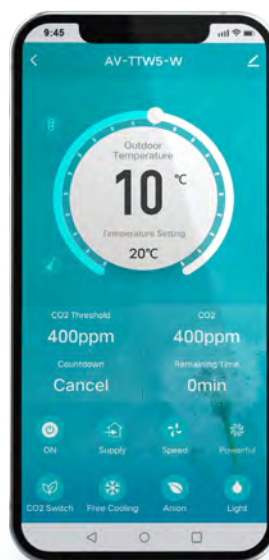 9:45
AV-TTW5-W
Outdoor
Temperature
10 °C
Temperature Setting
20°C
CO2 Threshold
CO2
400ppm
400ppm
Countdown
Remaining Time
Cancel
0min
ON
Supply
Speed
Powerful
CO2 Switch
Free Cooling
Anion
Light